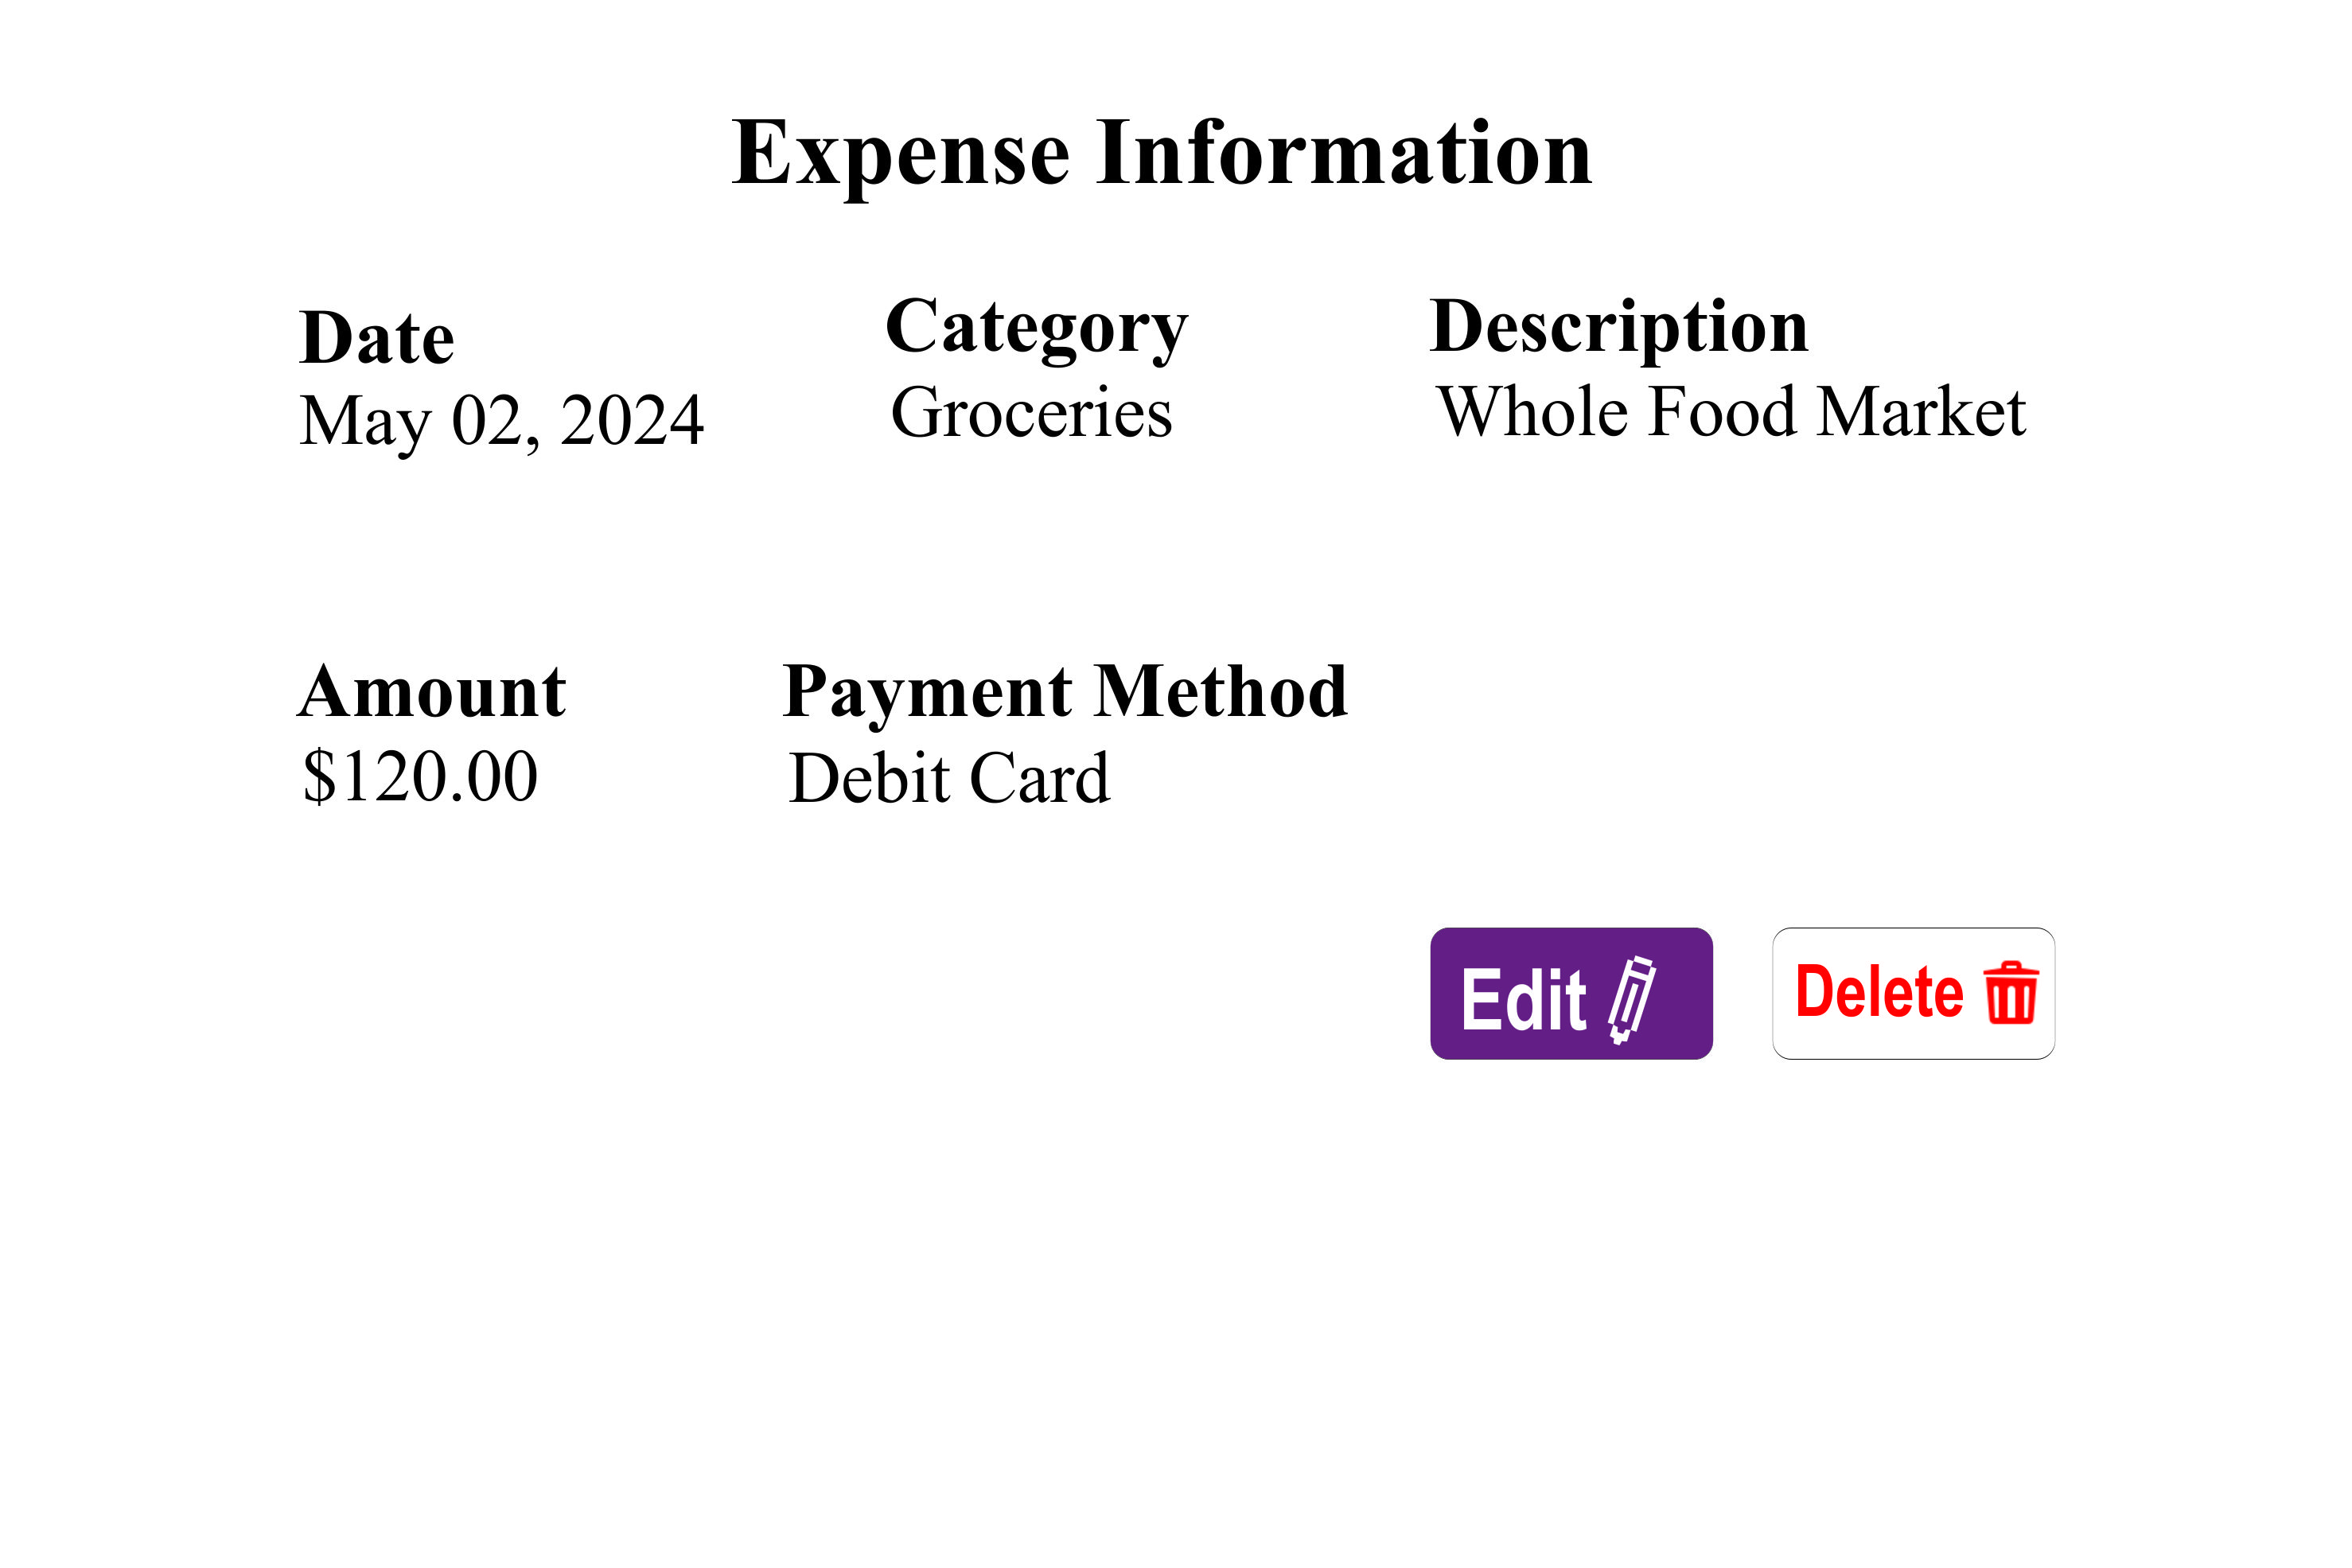 Expense Information
Date
May 02, 2024
Category
Groceries
Description
Whole Food Market
Amount
$120.00
Payment Method
Debit Card
Edit
Delete